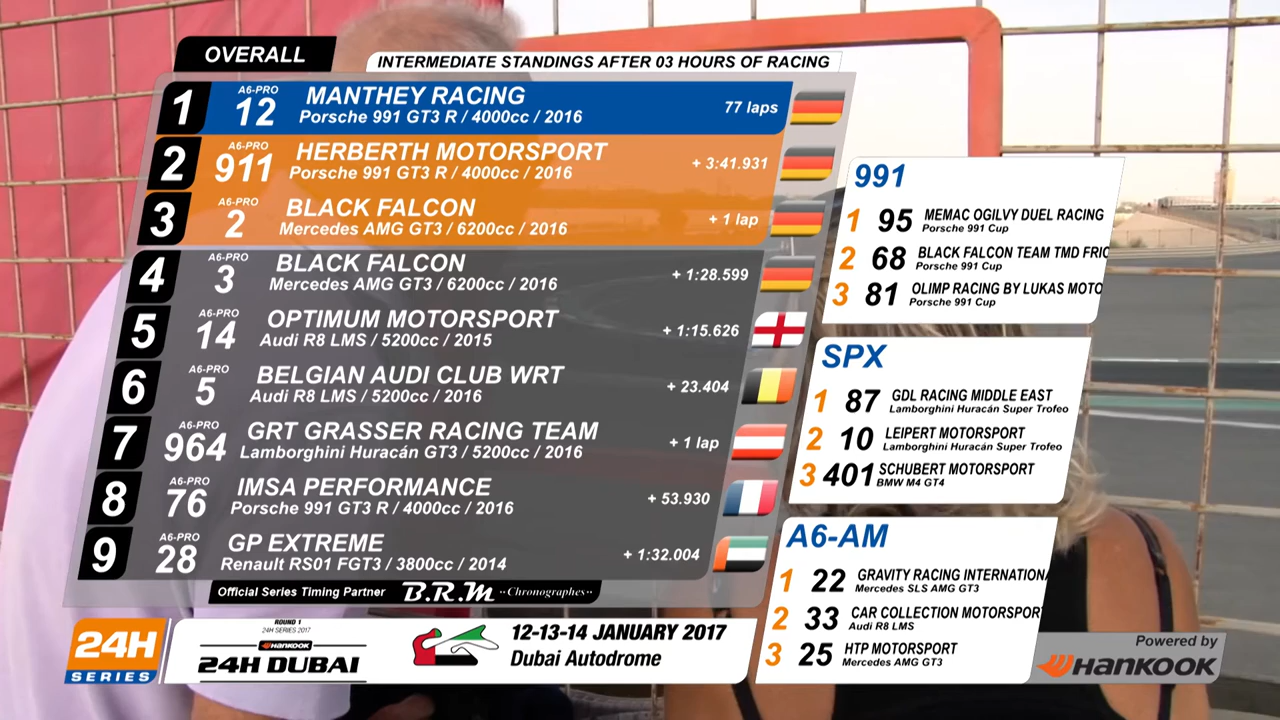 OVERALL
INTERMEDIATE STANDINGS AFTER 03 HOURS OF RACING
1 A6-PRO 12 MANTHEY RACING 77 laps
Porsche 991 GT3 R / 4000cc / 2016
2 A6-PRO 911 HERBERTH MOTORSPORT + 3:41.931
Porsche 991 GT3 R / 4000cc / 2016
3 A6-PRO 2 BLACK FALCON + 1 lap
Mercedes AMG GT3 / 6200cc / 2016
4 A6-PRO 3 BLACK FALCON + 1:28.599
Mercedes AMG GT3 / 6200cc / 2016
5 A6-PRO 14 OPTIMUM MOTORSPORT + 1:15.626
Audi R8 LMS / 5200cc / 2015
6 A6-PRO 5 BELGIAN AUDI CLUB WRT + 23.404
Audi R8 LMS / 5200cc / 2016
7 A6-PRO 964 GRT GRASSER RACING TEAM + 1 lap
Lamborghini Huracán GT3 / 5200cc / 2016
8 A6-PRO 76 IMSA PERFORMANCE + 53.930
Porsche 991 GT3 R / 4000cc / 2016
9 A6-PRO 28 GP EXTREME + 1:32.004
Renault RS01 FGT3 / 3800cc / 2014
Official Series Timing Partner B.R.M Chronographes
991
1 95 MEMAC OGILVY DUEL RACING
Porsche 991 Cup
2 68 BLACK FALCON TEAM TMD FRIC
Porsche 991 Cup
3 81 OLIMP RACING BY LUKAS MOTO
Porsche 991 Cup
SPX
1 87 GDL RACING MIDDLE EAST
Lamborghini Huracán Super Trofeo
2 10 LEIPERT MOTORSPORT
Lamborghini Huracán Super Trofeo
3 401 SCHUBERT MOTORSPORT
BMW M4 GT4
A6-AM
1 22 GRAVITY RACING INTERNATIONA
Mercedes SLS AMG GT3
2 33 CAR COLLECTION MOTORSPOR
Audi R8 LMS
3 25 HTP MOTORSPORT
Mercedes AMG GT3
24H
SERIES
ROUND 1
24H SERIES 2017
HANKOOK
24H DUBAI
12-13-14 JANUARY 2017
Dubai Autodrome
Powered by
HANKOOK